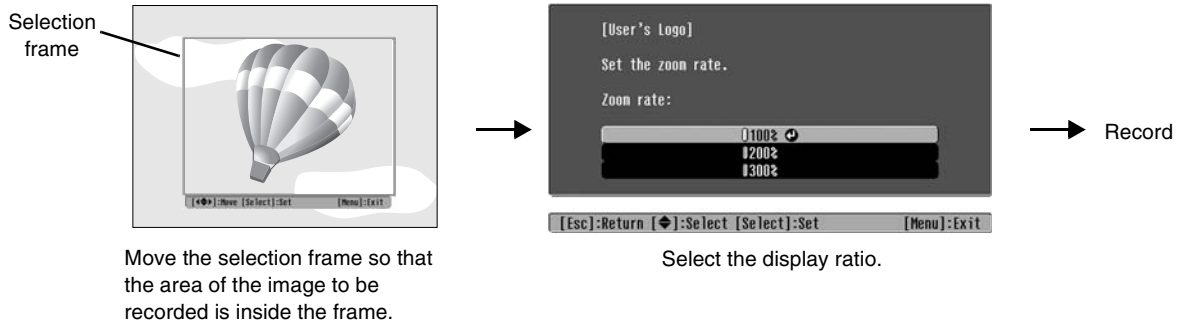 Selection
frame
[◄◆►]:Move [Select]:Set [Menu]:Exit
Move the selection frame so that
the area of the image to be
recorded is inside the frame.
[User's Logo]
Set the zoom rate.
Zoom rate:
100%
200%
300%
[Esc]:Return [◆]:Select [Select]:Set [Menu]:Exit
Select the display ratio.
Record